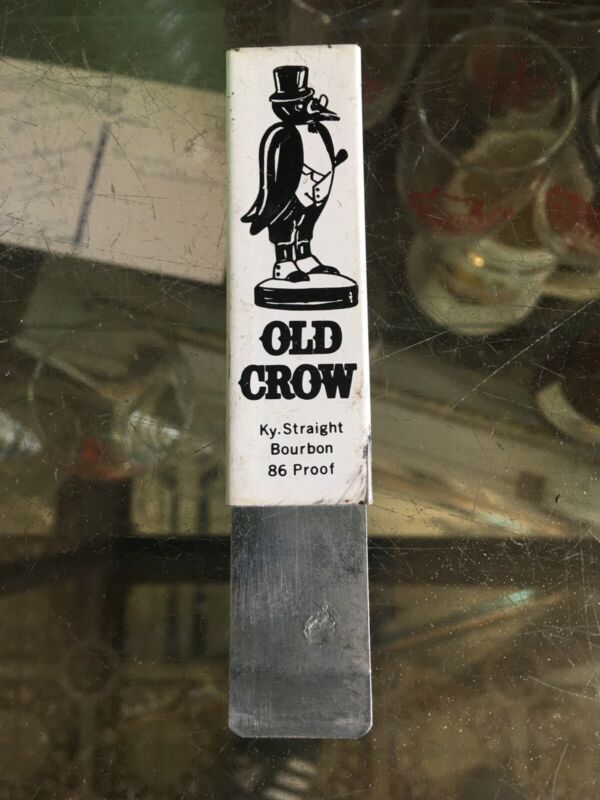 OLD
CROW
Ky. Straight
Bourbon
86 Proof